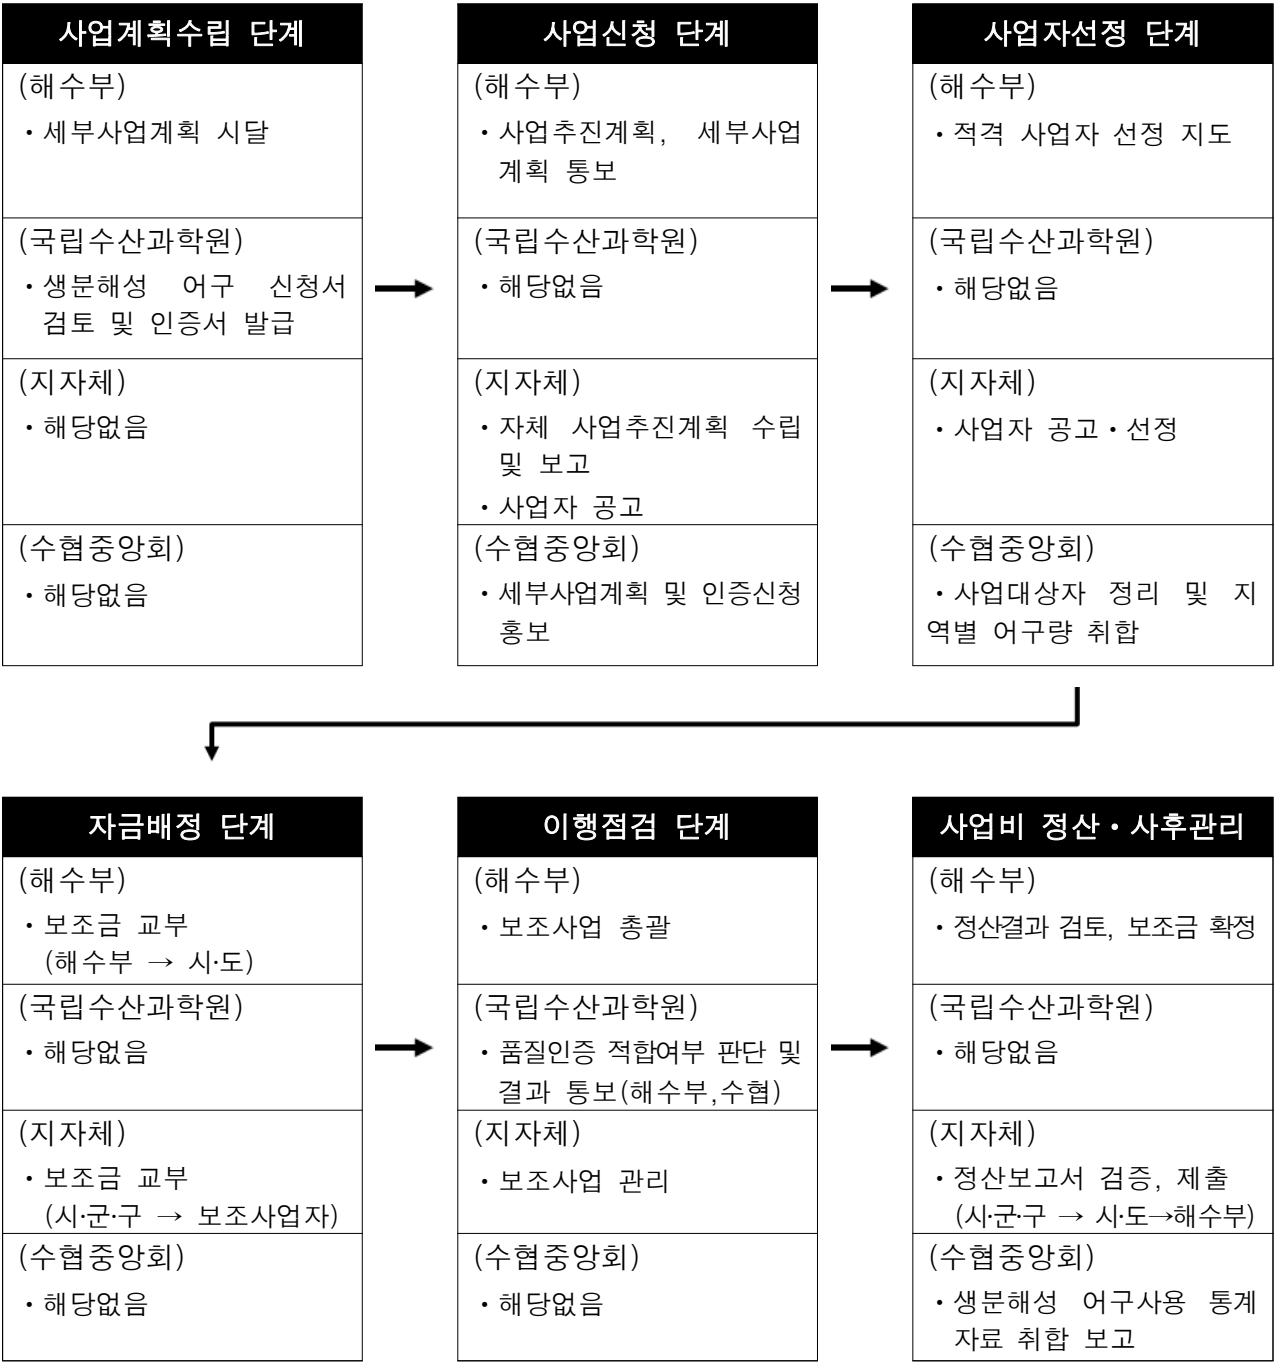 사업계획수립 단계
(해수부)
・세부사업계획 시달
(국립수산과학원)
・생분해성 어구 신청서
검토 및 인증서 발급
(지자체)
・해당없음
(수협중앙회)
・해당없음
사업신청 단계
(해수부)
・사업추진계획, 세부사업
계획 통보
(국립수산과학원)
・해당없음
(지자체)
・자체 사업추진계획 수립
및 보고
・사업자 공고
(수협중앙회)
・세부사업계획 및 인증신청
홍보
사업자선정 단계
(해수부)
・적격 사업자 선정 지도
(국립수산과학원)
・해당없음
(지자체)
・사업자 공고・선정
(수협중앙회)
・사업대상자 정리 및 지
역별 어구량 취합
자금배정 단계
(해수부)
・보조금 교부
(해수부 → 시·도)
(국립수산과학원)
・해당없음
(지자체)
・보조금 교부
(시·군·구 → 보조사업자)
(수협중앙회)
・해당없음
이행점검 단계
(해수부)
・보조사업 총괄
(국립수산과학원)
・품질인증 적합여부 판단 및
결과 통보(해수부,수협)
(지자체)
・보조사업 관리
(수협중앙회)
・해당없음
사업비 정산・사후관리
(해수부)
・정산결과 검토, 보조금 확정
(국립수산과학원)
・해당없음
(지자체)
・정산보고서 검증, 제출
(시·군·구 → 시·도→해수부)
(수협중앙회)
・생분해성 어구사용 통계
자료 취합 보고